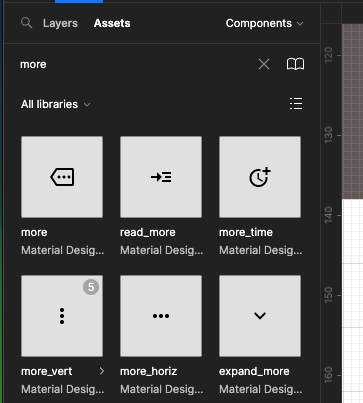 Layers Assets Components
more
All libraries
more read_more more_time
Material Desig... Material Desig... Material Desig...
5
more_vert more_horiz expand_more
Material Desig... Material Desig... Material Desig...
120
130
140
150
160